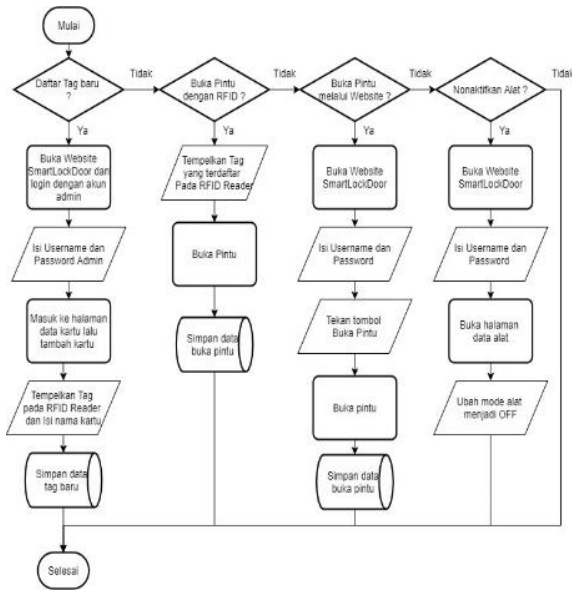 Mulai
Daftar Tag baru
?
Tidak
Buka Pintu
dengan RFID ?
Tidak
Buka Pintu
melalui Website ?
Tidak
Nonaktifkan Alat ?
Tidak
Ya
Buka Website
SmartLockDoor dan
login dengan akun
admin
Isi Username dan
Password Admin
Masuk ke halaman
data kartu lalu
tambah kartu
Tempelkan Tag
pada RFID Reader
dan Isi nama kartu
Simpan data
tag baru
Ya
Tempelkan Tag
yang terdaftar
Pada RFID Reader
Buka Pintu
Simpan data
buka pintu
Ya
Buka Website
SmartLockDoor
Isi Username dan
Password
Tekan tombol
Buka Pintu
Buka pintu
Simpan data
buka pintu
Ya
Buka Website
SmartLockDoor
Isi Username dan
Password
Buka halaman
data alat
Ubah mode alat
menjadi OFF
Selesai